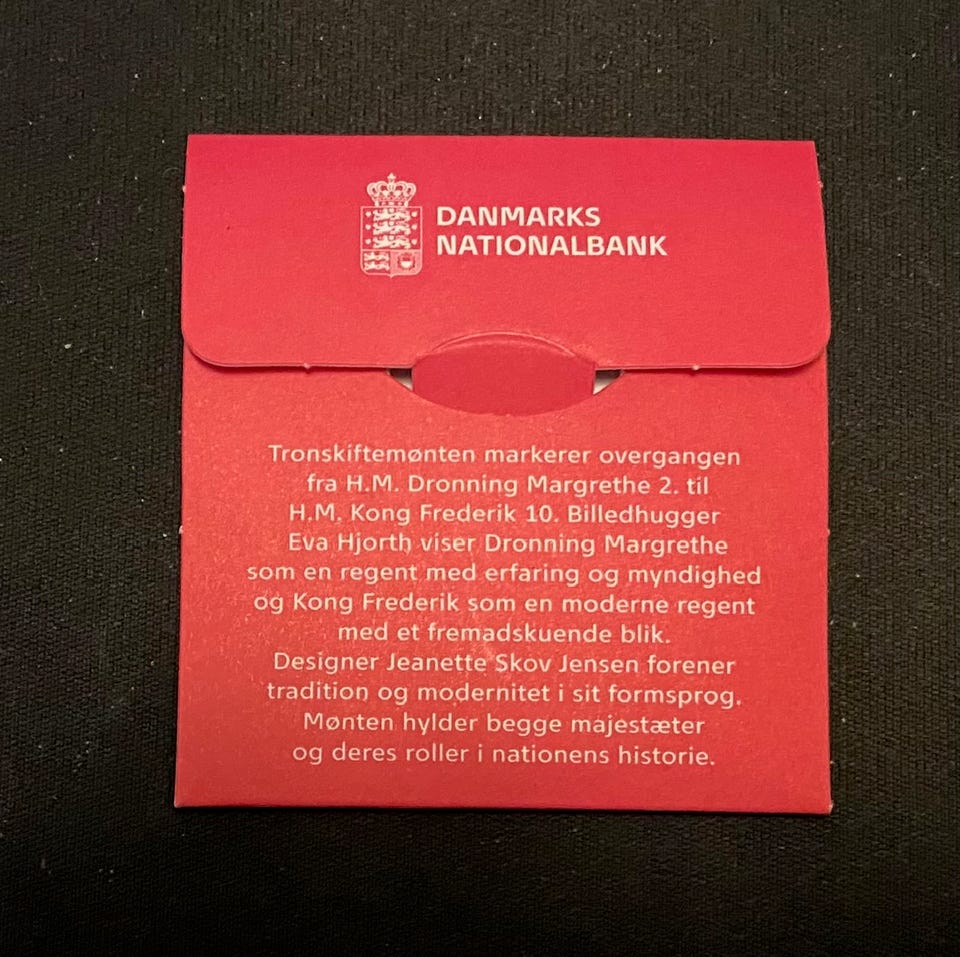 DANMARKS
NATIONALBANK
Tronskiftemønten markerer overgangen
fra H.M. Dronning Margrethe 2. til
H.M. Kong Frederik 10. Billedhugger
Eva Hjorth viser Dronning Margrethe
som en regent med erfaring og myndighed
og Kong Frederik som en moderne regent
med et fremadskuende blik.
Designer Jeanette Skov Jensen forener
tradition og modernitet i sit formsprog.
Mønten hylder begge majestæter
og deres roller i nationens historie.